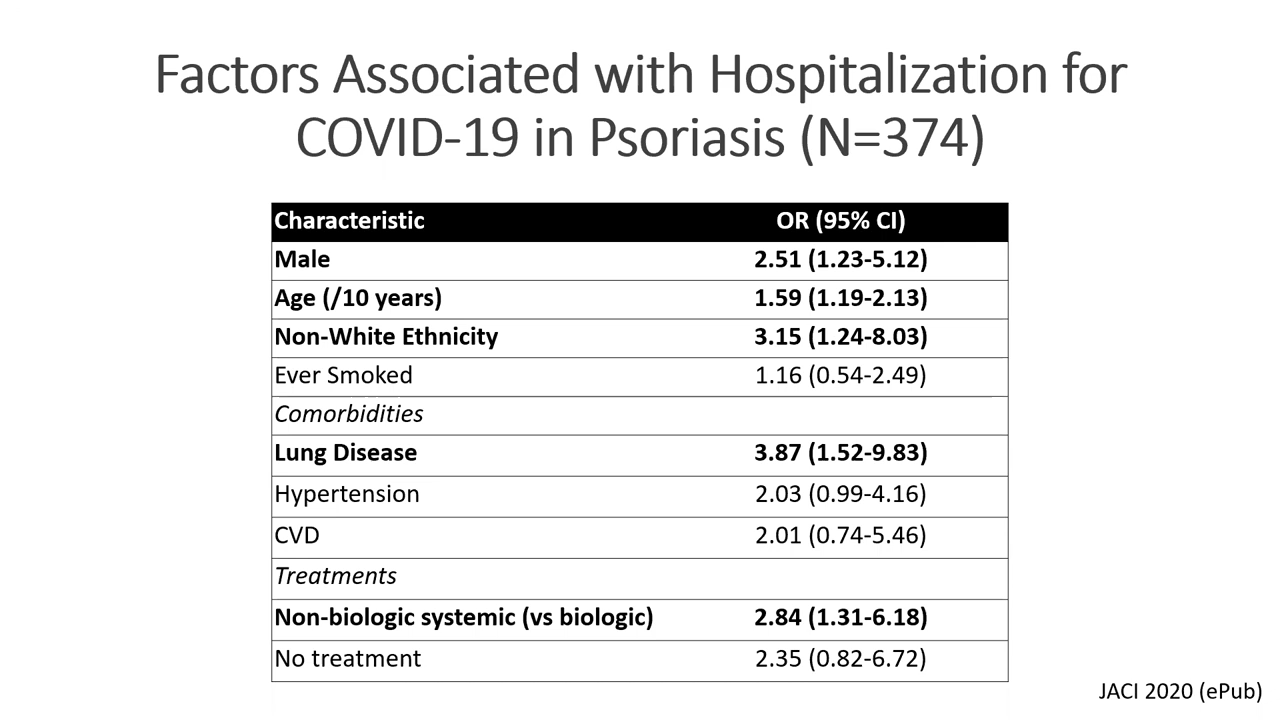 Factors Associated with Hospitalization for
COVID-19 in Psoriasis (N=374)
Characteristic OR (95% CI)
Male 2.51 (1.23-5.12)
Age (/10 years) 1.59 (1.19-2.13)
Non-White Ethnicity 3.15 (1.24-8.03)
Ever Smoked 1.16 (0.54-2.49)
Comorbidities
Lung Disease 3.87 (1.52-9.83)
Hypertension 2.03 (0.99-4.16)
CVD 2.01 (0.74-5.46)
Treatments
Non-biologic systemic (vs biologic) 2.84 (1.31-6.18)
No treatment 2.35 (0.82-6.72)
JACI 2020 (ePub)